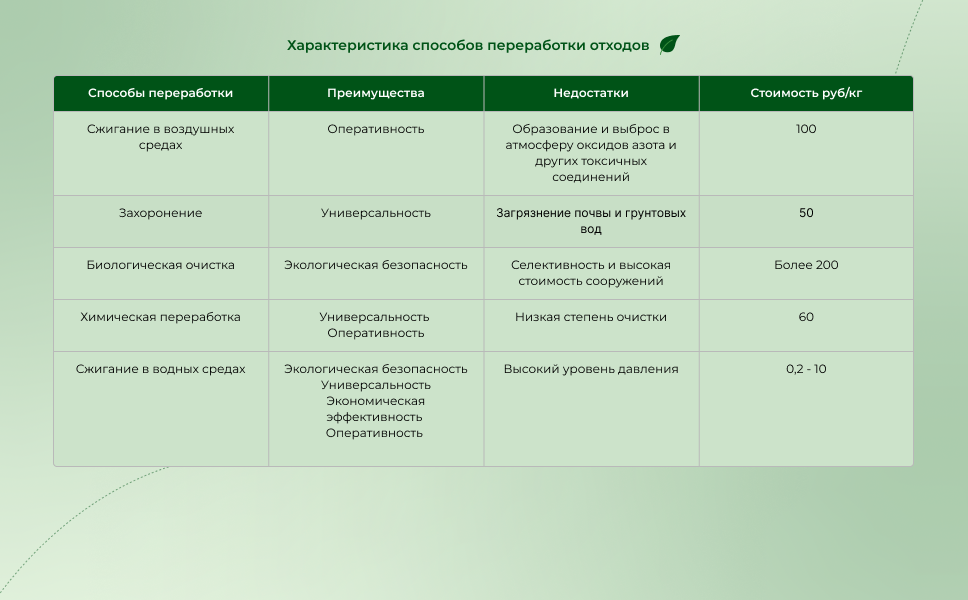 Характеристика способов переработки отходов
Способы переработки
Преимущества
Недостатки
Стоимость руб/кг
Сжигание в воздушных
средах
Оперативность
Образование и выброс в
атмосферу оксидов азота и
других токсичных
соединений
100
Захоронение
Универсальность
Загрязнение почвы и грунтовых
вод
50
Биологическая очистка
Экологическая безопасность
Селективность и высокая
стоимость сооружений
Более 200
Химическая переработка
Универсальность
Оперативность
Низкая степень очистки
60
Сжигание в водных средах
Экологическая безопасность
Универсальность
Экономическая
эффективность
Оперативность
Высокий уровень давления
0,2 - 10